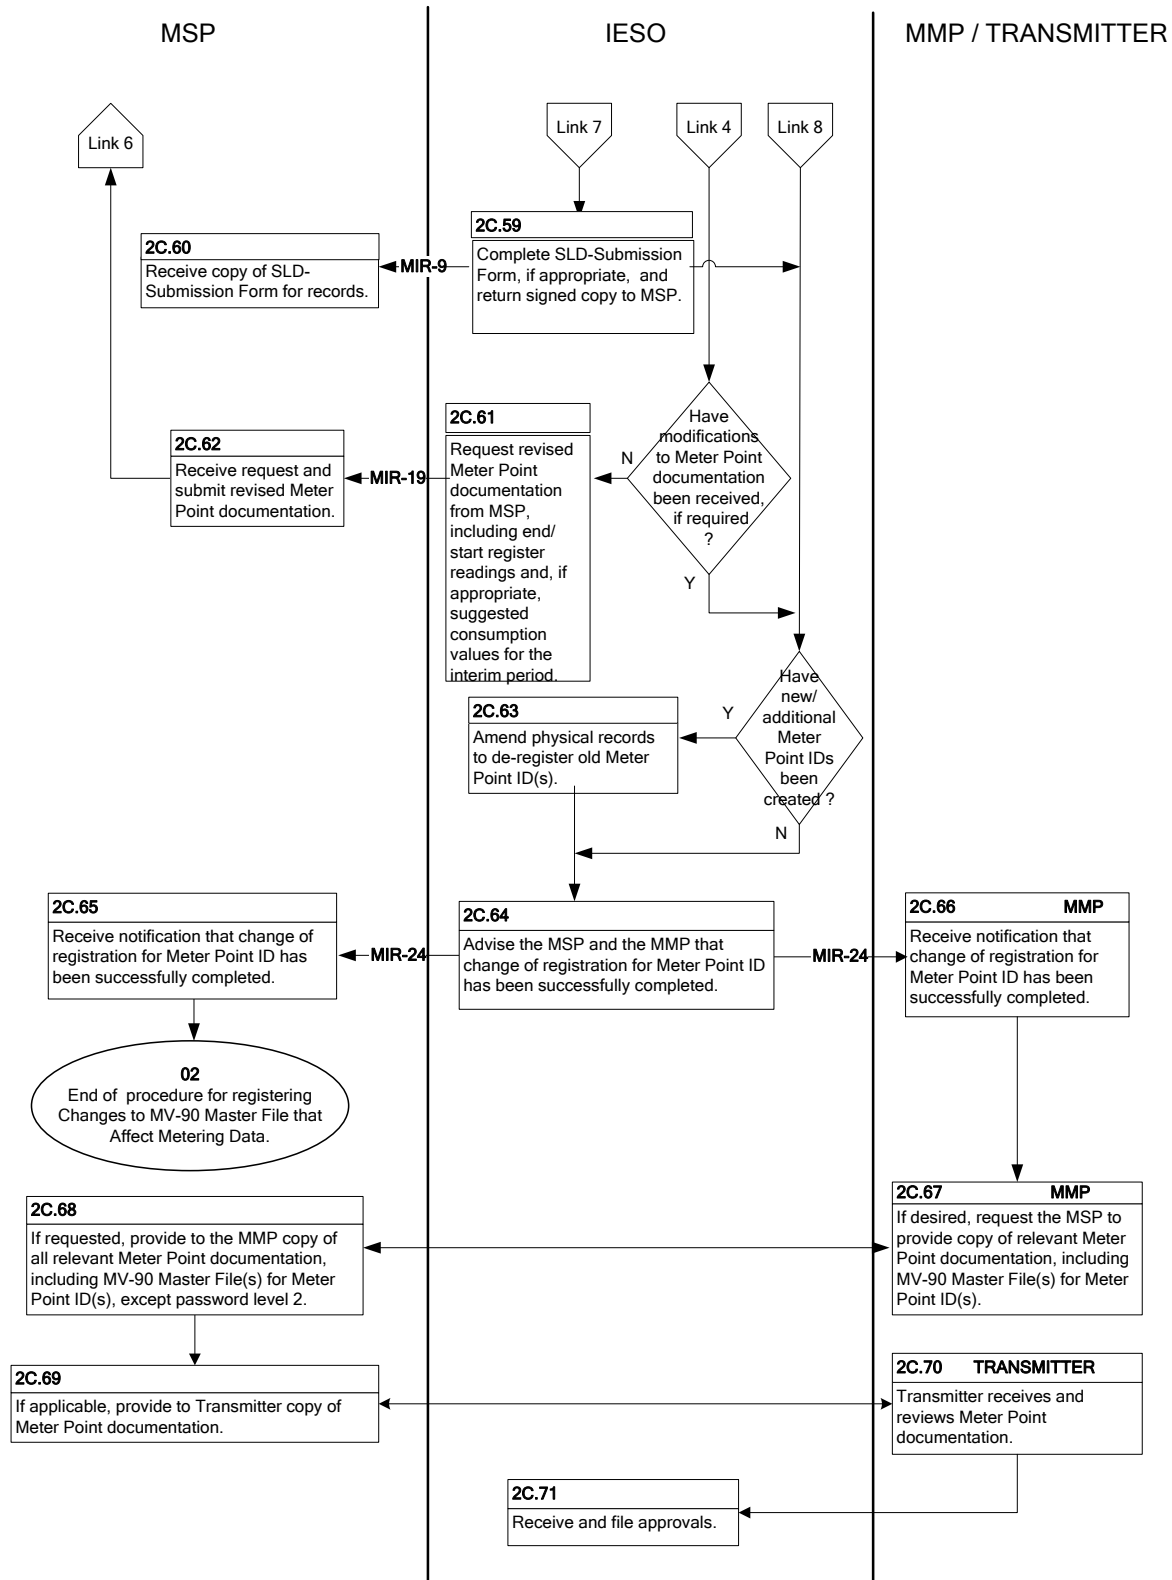 MSP
IESO
MMP / TRANSMITTER
Link 6
Link 7
Link 4
Link 8
2C.59
Complete SLD-Submission
Form, if appropriate, and
return signed copy to MSP.
MIR-9
2C.60
Receive copy of SLD-
Submission Form for records.
Have
modifications
to Meter Point
documentation
been received,
if required
?
N
Y
2C.61
Request revised
Meter Point
documentation
from MSP,
including end/
start register
readings and, if
appropriate,
suggested
consumption
values for the
interim period.
MIR-19
2C.62
Receive request and
submit revised Meter
Point documentation.
Have
new/
additional
Meter
Point IDs
been
created ?
Y
N
2C.63
Amend physical records
to de-register old Meter
Point ID(s).
2C.64
Advise the MSP and the MMP that
change of registration for Meter Point ID
has been successfully completed.
MIR-24
MIR-24
2C.65
Receive notification that change of
registration for Meter Point ID has
been successfully completed.
2C.66 MMP
Receive notification that
change of registration for
Meter Point ID has been
successfully completed.
02
End of procedure for registering
Changes to MV-90 Master File that
Affect Metering Data.
2C.67 MMP
If desired, request the MSP to
provide copy of relevant Meter
Point documentation, including
MV-90 Master File(s) for Meter
Point ID(s).
2C.68
If requested, provide to the MMP copy of
all relevant Meter Point documentation,
including MV-90 Master File(s) for Meter
Point ID(s), except password level 2.
2C.69
If applicable, provide to Transmitter copy of
Meter Point documentation.
2C.70 TRANSMITTER
Transmitter receives and
reviews Meter Point
documentation.
2C.71
Receive and file approvals.